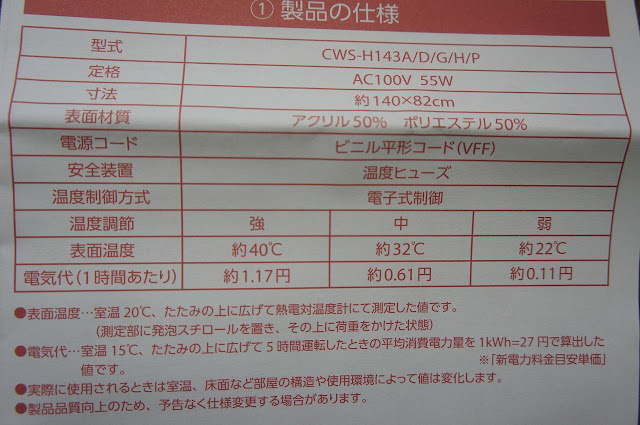 ① 製品の仕様
型式 CWS-H143A/D/G/H/P
定格 AC100V 55W
寸法 約140×82cm
表面材質 アクリル50% ポリエステル50%
電源コード ビニル平形コード(VFF)
安全装置 温度ヒューズ
温度制御方式 電子式制御
温度調節 強 中 弱
表面温度 約40℃ 約32℃ 約22℃
電気代(1時間あたり) 約1.17円 約0.61円 約0.11円
●表面温度…室温20℃、たたみの上に広げて熱電対温度計にて測定した値です。
(測定部に発泡スチロールを置き、その上に荷重をかけた状態)
●電気代…室温15℃、たたみの上に広げて5時間運転したときの平均消費電力量を1kWh=27円で算出した
値です。 ※「新電力料金目安単価」
●実際に使用されるときは室温、床面など部屋の構造や使用環境によって値は変化します。
●製品品質向上のため、予告なく仕様変更する場合があります。